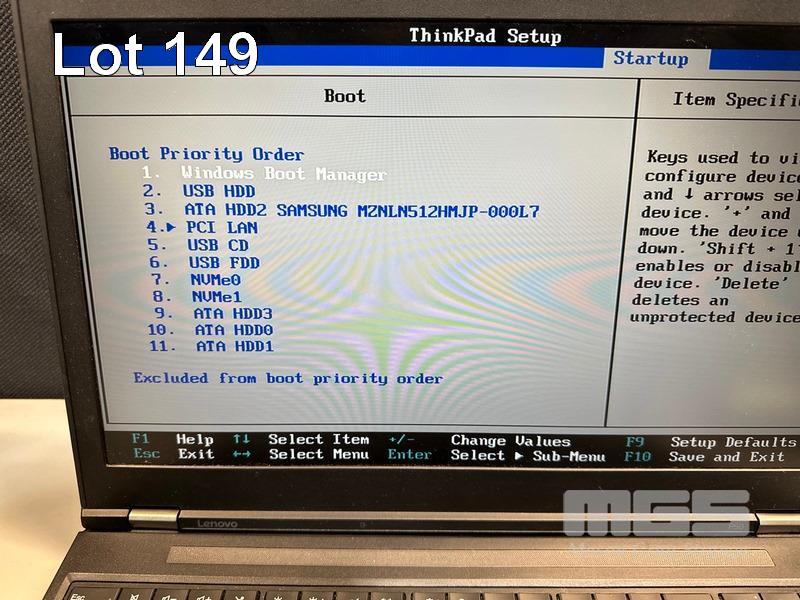 Lot 149
ThinkPad Setup
Startup
Boot
Item Specifi
Boot Priority Order
1. Windows Boot Manager
2. USB HDD
3. ATA HDD2 SAMSUNG MZNLN512HMJP-000L7
4.▶ PCI LAN
5. USB CD
6. USB FDD
7. NVMe0
8. NVMe1
9. ATA HDD3
10. ATA HDD0
11. ATA HDD1
Excluded from boot priority order
Keys used to vi
configure device
and ↓ arrows sel
device. '+' and
move the device u
down. 'Shift + 1'
enables or disabl
device. 'Delete'
deletes an
unprotected device
F1 Help ↑↓ Select Item +/- Change Values F9 Setup Defaults
Esc Exit ↔ Select Menu Enter Select ▶ Sub-Menu F10 Save and Exit
Lenovo
MGS
Esc